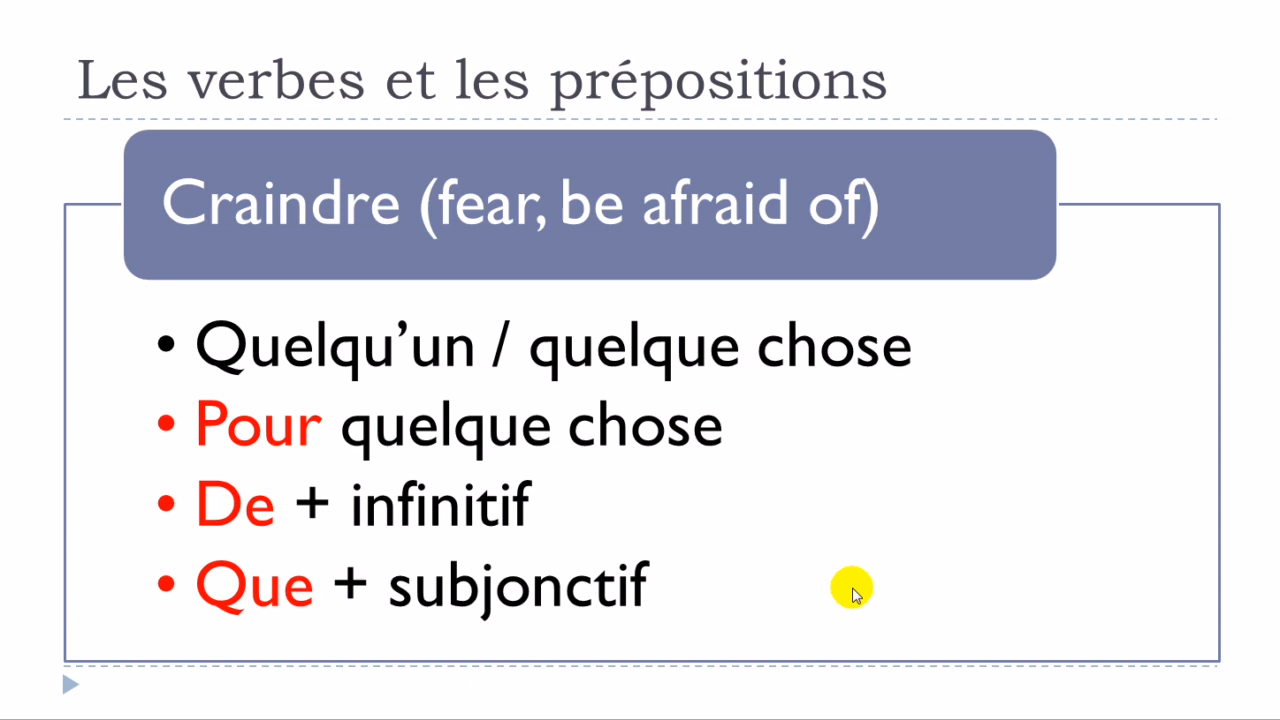 Les verbes et les prépositions
Craindre (fear, be afraid of)
• Quelqu’un / quelque chose
• Pour quelque chose
• De + infinitif
• Que + subjonctif